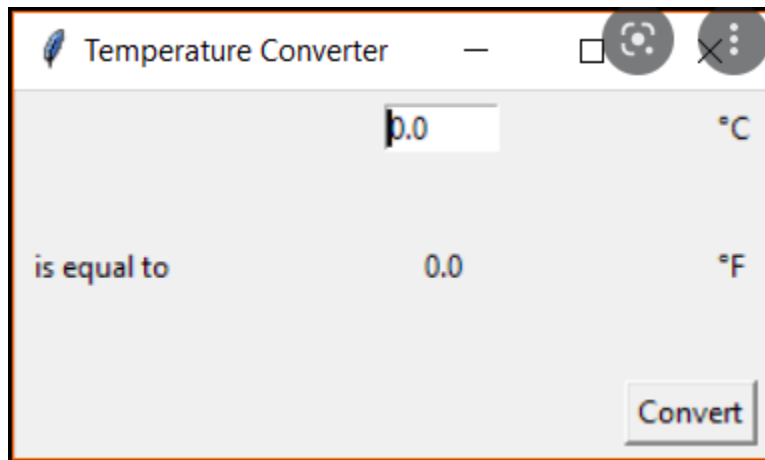 Temperature Converter
0.0 °C
is equal to 0.0 °F
Convert